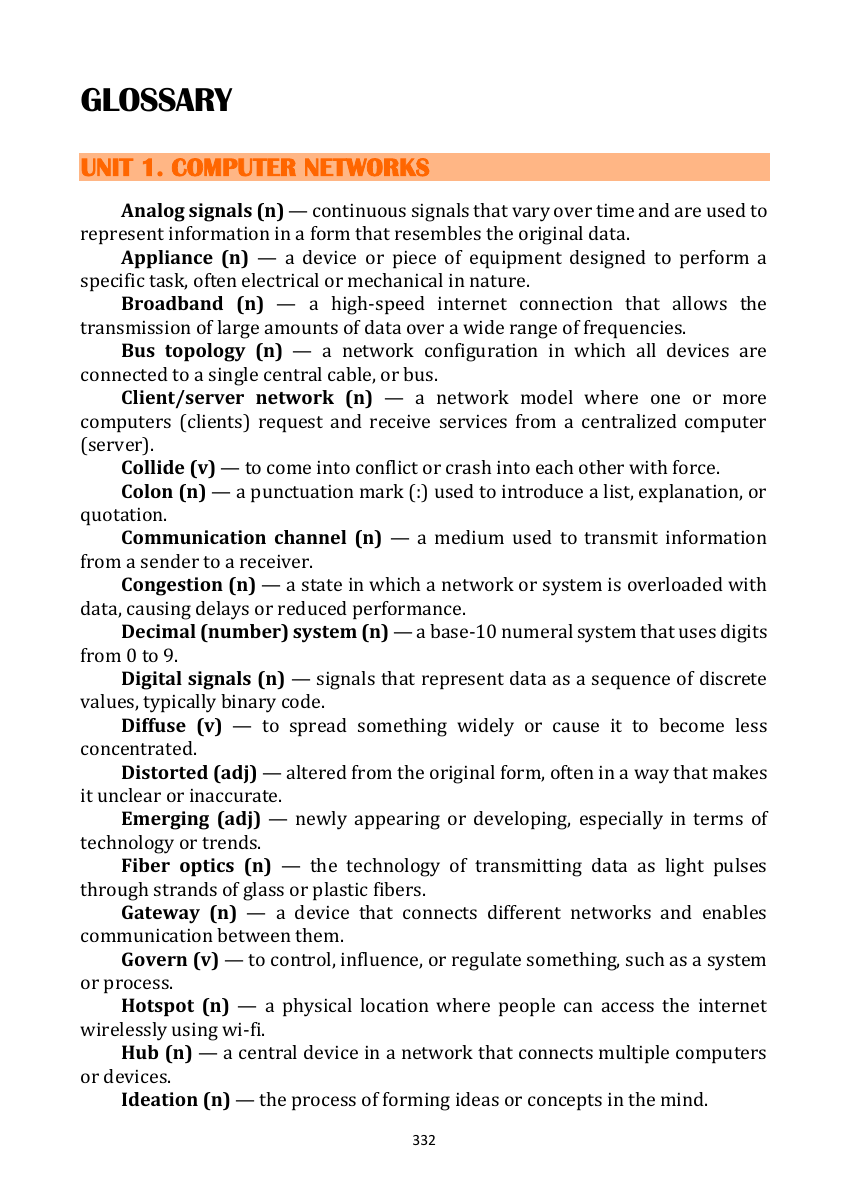 GLOSSARY
UNIT 1. COMPUTER NETWORKS
Analog signals (n) — continuous signals that vary over time and are used to
represent information in a form that resembles the original data.
Appliance (n) — a device or piece of equipment designed to perform a
specific task, often electrical or mechanical in nature.
Broadband (n) — a high-speed internet connection that allows the
transmission of large amounts of data over a wide range of frequencies.
Bus topology (n) — a network configuration in which all devices are
connected to a single central cable, or bus.
Client/server network (n) — a network model where one or more
computers (clients) request and receive services from a centralized computer
(server).
Collide (v) — to come into conflict or crash into each other with force.
Colon (n) — a punctuation mark (:) used to introduce a list, explanation, or
quotation.
Communication channel (n) — a medium used to transmit information
from a sender to a receiver.
Congestion (n) — a state in which a network or system is overloaded with
data, causing delays or reduced performance.
Decimal (number) system (n) — a base-10 numeral system that uses digits
from 0 to 9.
Digital signals (n) — signals that represent data as a sequence of discrete
values, typically binary code.
Diffuse (v) — to spread something widely or cause it to become less
concentrated.
Distorted (adj) — altered from the original form, often in a way that makes
it unclear or inaccurate.
Emerging (adj) — newly appearing or developing, especially in terms of
technology or trends.
Fiber optics (n) — the technology of transmitting data as light pulses
through strands of glass or plastic fibers.
Gateway (n) — a device that connects different networks and enables
communication between them.
Govern (v) — to control, influence, or regulate something, such as a system
or process.
Hotspot (n) — a physical location where people can access the internet
wirelessly using wi-fi.
Hub (n) — a central device in a network that connects multiple computers
or devices.
Ideation (n) — the process of forming ideas or concepts in the mind.
332